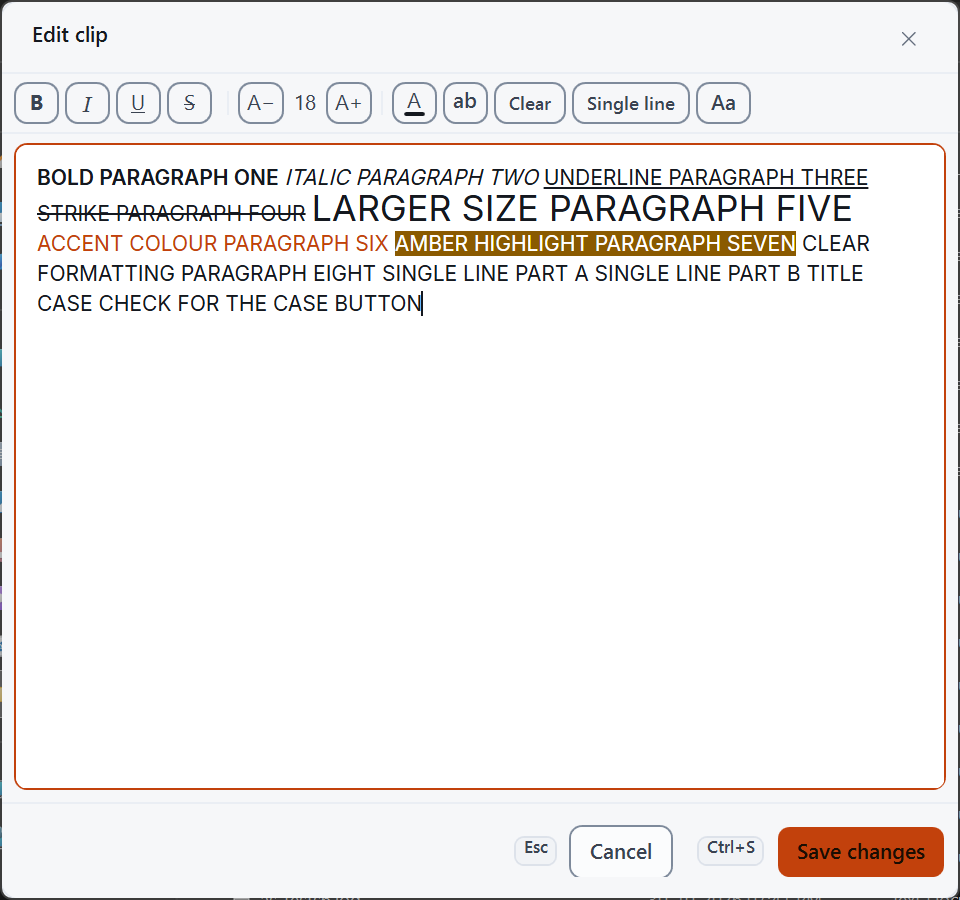 Edit clip
B I U S A− 18 A+ A ab Clear Single line Aa
BOLD PARAGRAPH ONE ITALIC PARAGRAPH TWO UNDERLINE PARAGRAPH THREE
STRIKE PARAGRAPH FOUR LARGER SIZE PARAGRAPH FIVE
ACCENT COLOUR PARAGRAPH SIX AMBER HIGHLIGHT PARAGRAPH SEVEN CLEAR
FORMATTING PARAGRAPH EIGHT SINGLE LINE PART A SINGLE LINE PART B TITLE
CASE CHECK FOR THE CASE BUTTON
Esc Cancel Ctrl+S Save changes